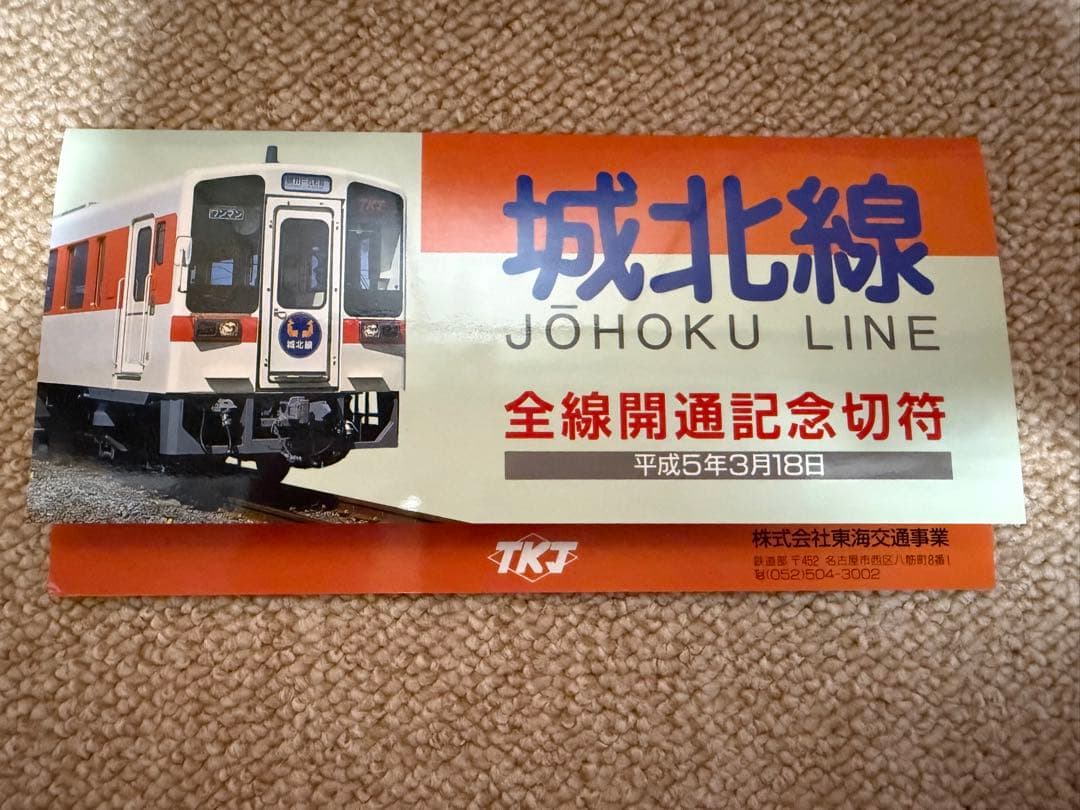 ワンマン
TKJ
城北線
城北線
JŌHOKU LINE
全線開通記念切符
平成5年3月18日
TKJ
株式会社東海交通事業
鉄道部 〒452 名古屋市西区八筋町8番1
☎(052)504-3002